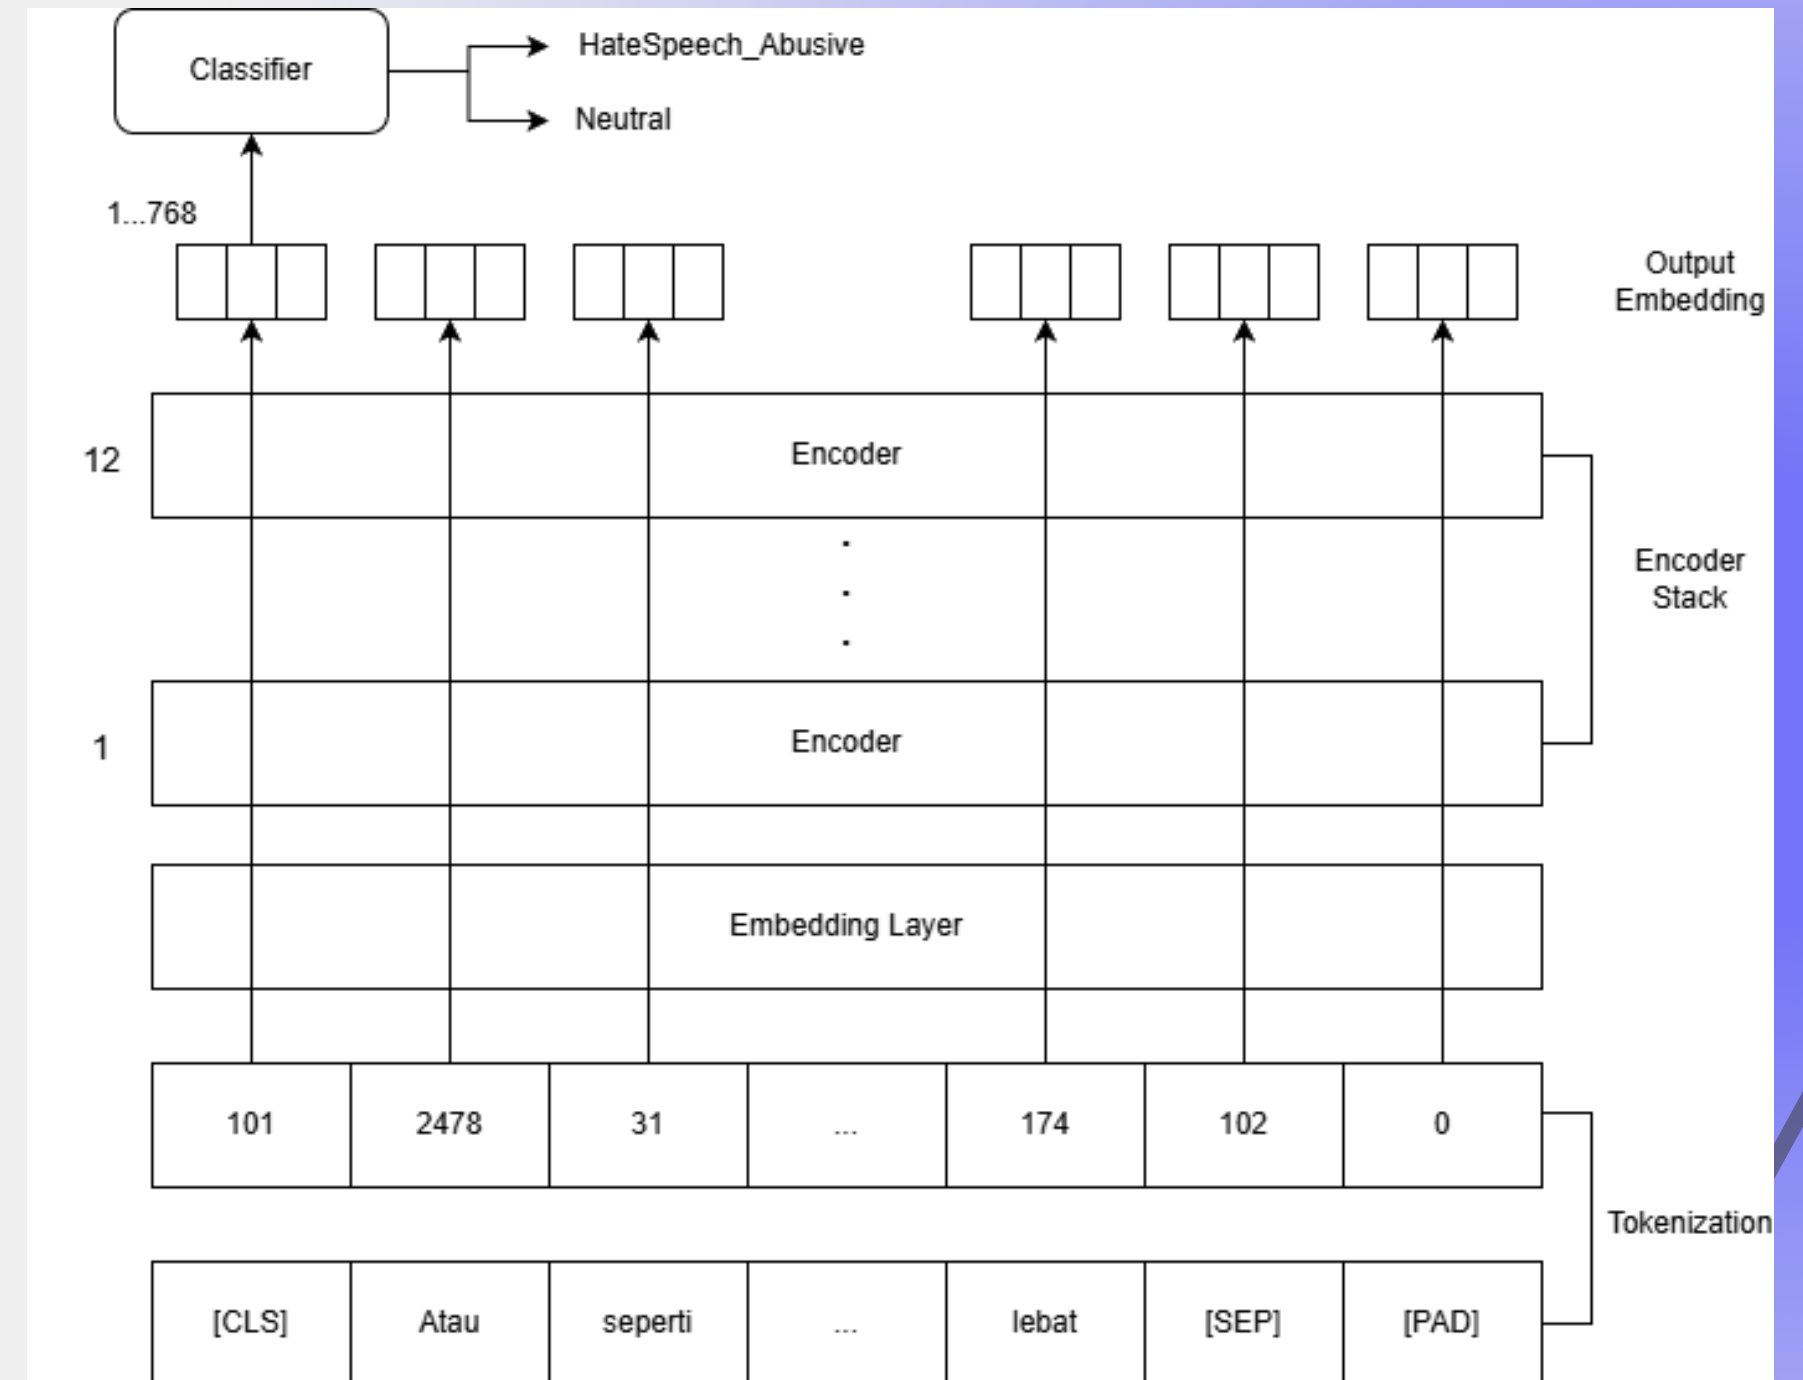 Classifier
HateSpeech_Abusive
Neutral
1...768
Output
Embedding
12
Encoder
.
.
.
Encoder
Stack
1
Encoder
Embedding Layer
101 2478 31 ... 174 102 0
Tokenization
[CLS] Atau seperti ... lebat [SEP] [PAD]